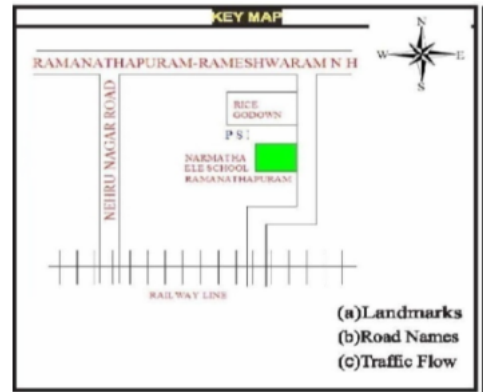 KEY MAP
N
W E
S
RAMANATHAPURAM-RAMESHWARAM N H
NEHRU NAGAR ROAD
RICE
GODOWN
P S I
NARMATHA
ELE SCHOOL
RAMANATHAPURAM
RAILWAY LINE
(a)Landmarks
(b)Road Names
(c)Traffic Flow